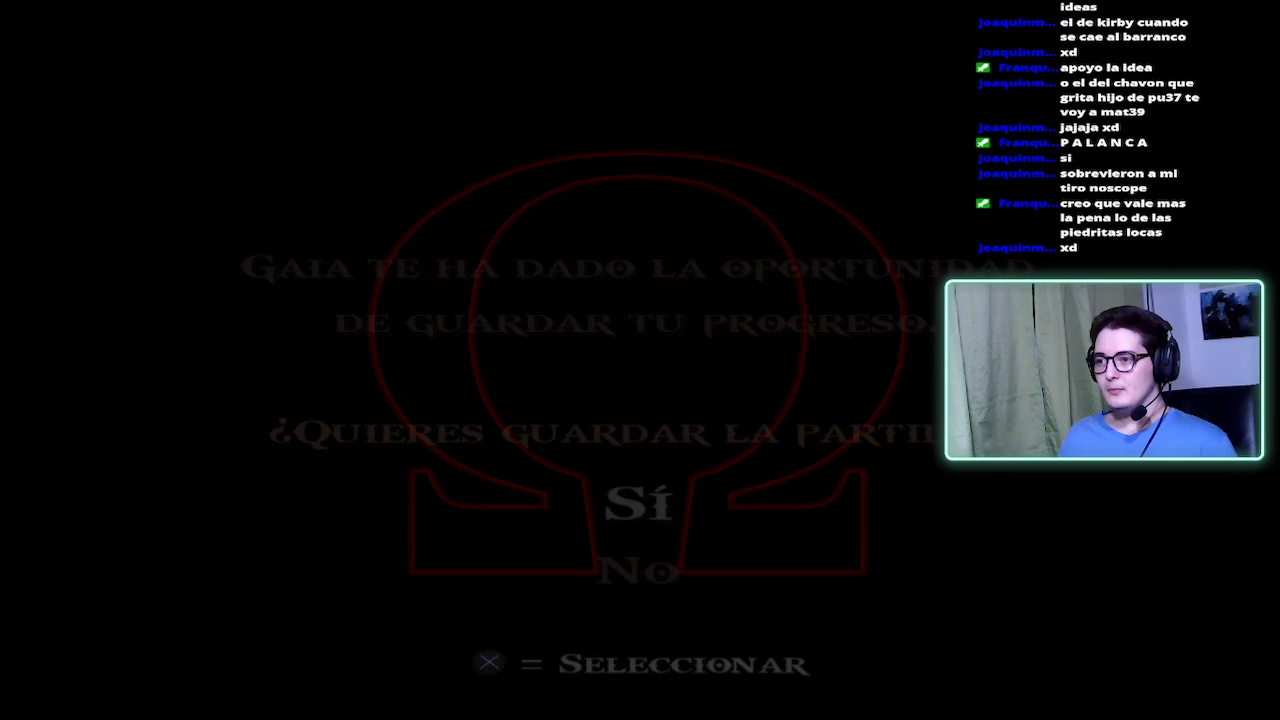 ideas
joaquinm... el de kirby cuando
se cae al barranco
joaquinm... xd
Franqu... apoyo la idea
joaquinm... o el del chavon que
grita hijo de pu37 te
voy a mat39
joaquinm... jajaja xd
Franqu... P A L A N C A
joaquinm... si
joaquinm... sobrevieron a mi
tiro noscope
Franqu... creo que vale mas
la pena lo de las
piedritas locas
joaquinm... xd
Gaia te ha dado la oportunidad
de guardar tu progreso.
¿Quieres guardar la parti
Sí
No
= Seleccionar